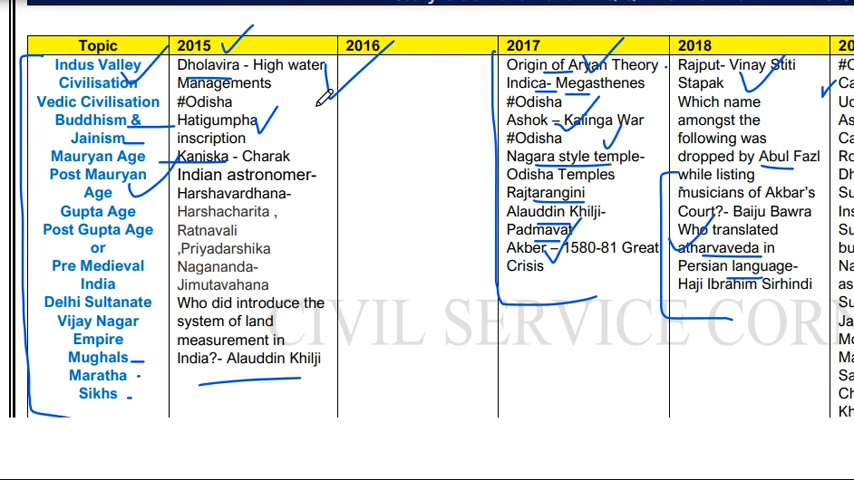 Topic
Indus Valley
Civilisation
Vedic Civilisation
Buddhism &
Jainism
Mauryan Age
Post Mauryan
Age
Gupta Age
Post Gupta Age
or
Pre Medieval
India
Delhi Sultanate
Vijay Nagar
Empire
Mughals
Maratha
Sikhs
2015
Dholavira - High water
Managements
#Odisha
Hatigumpha
inscription
Kaniska - Charak
Indian astronomer-
Harshavardhana-
Harshacharita ,
Ratnavali
,Priyadarshika
Nagananda-
Jimutavahana
Who did introduce the
system of land
measurement in
India?- Alauddin Khilji
2016
2017
Origin of Aryan Theory
Indica- Megasthenes
#Odisha
Ashok – Kalinga War
#Odisha
Nagara style temple-
Odisha Temples
Rajtarangini
Alauddin Khilji-
Padmavat
Akber – 1580-81 Great
Crisis
2018
Rajput- Vinay Stiti
Stapak
Which name
amongst the
following was
dropped by Abul Fazl
while listing
musicians of Akbar's
Court?- Baiju Bawra
Who translated
atharvaveda in
Persian language-
Haji Ibrahim Sirhindi
CIVIL SERVICE CORN